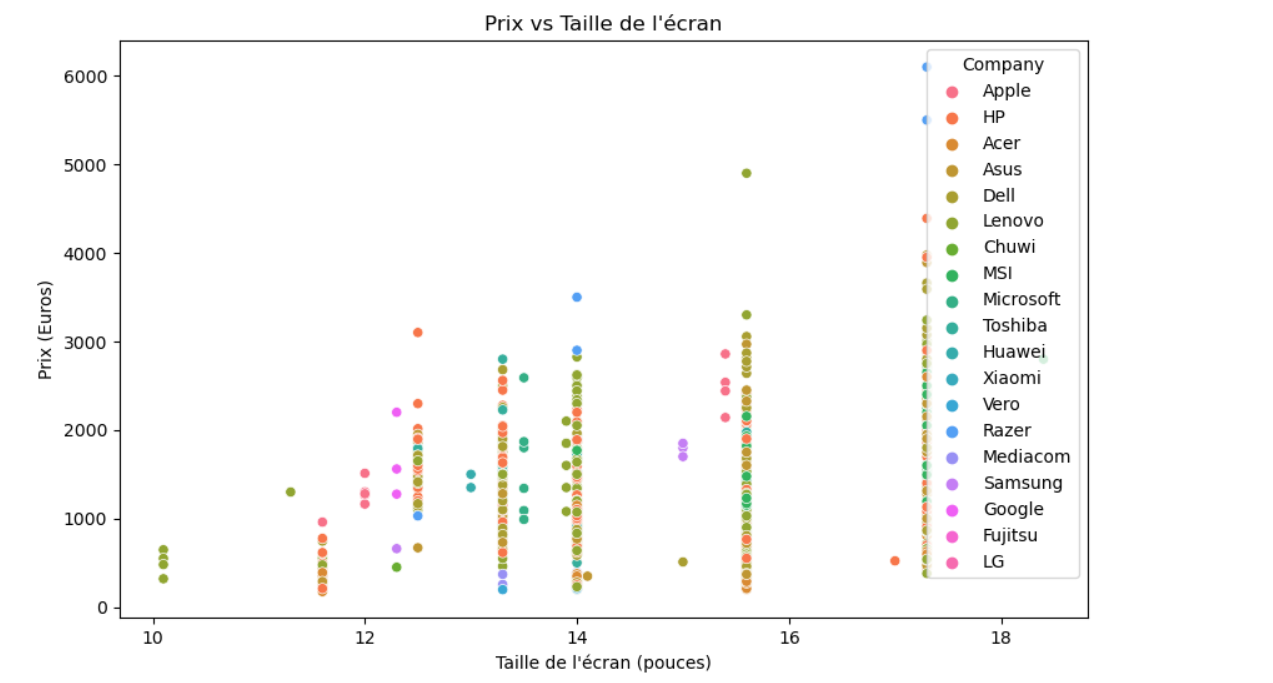 Prix vs Taille de l'écran
Prix (Euros)
6000
5000
4000
3000
2000
1000
0
10 12 14 16 18
Taille de l'écran (pouces)
Company
Apple
HP
Acer
Asus
Dell
Lenovo
Chuwi
MSI
Microsoft
Toshiba
Huawei
Xiaomi
Vero
Razer
Mediacom
Samsung
Google
Fujitsu
LG